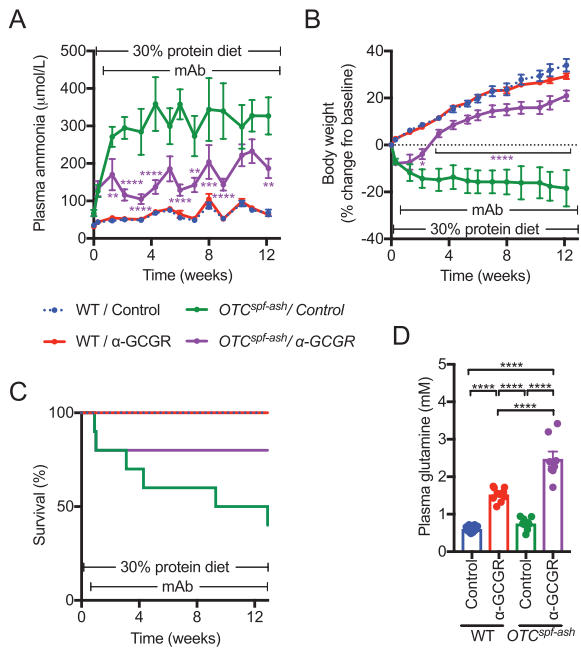 A
30% protein diet
mAb
Plasma ammonia (μmol/L)
500
400
300
200
100
0
**
****
****
****
****
**
***
****
**
0
4
8
12
Time (weeks)
B
Body weight
(% change fro baseline)
40
20
0
-20
-40
*
****
mAb
30% protein diet
0
4
8
12
Time (weeks)
WT / Control
OTCspf-ash/ Control
WT / α-GCGR
OTCspf-ash/ α-GCGR
C
Survival (%)
100
50
0
30% protein diet
mAb
0
4
8
12
Time (weeks)
D
Plasma glutamine (mM)
5
4
3
2
1
0
****
**** **** ****
****
Control
α-GCGR
Control
α-GCGR
WT
OTCspf-ash